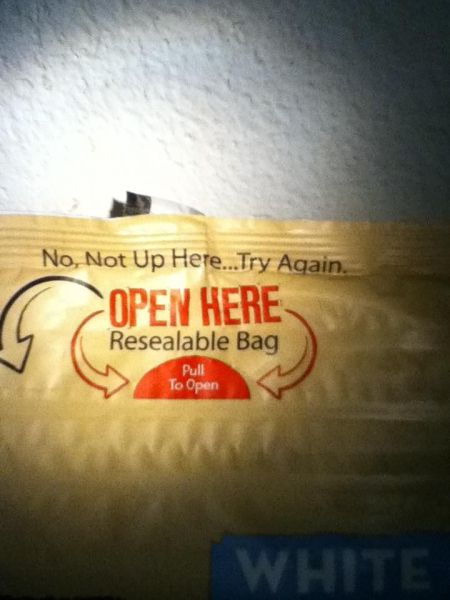 No, Not Up Here...Try Again.
OPEN HERE
Resealable Bag
Pull
To Open
WHITE